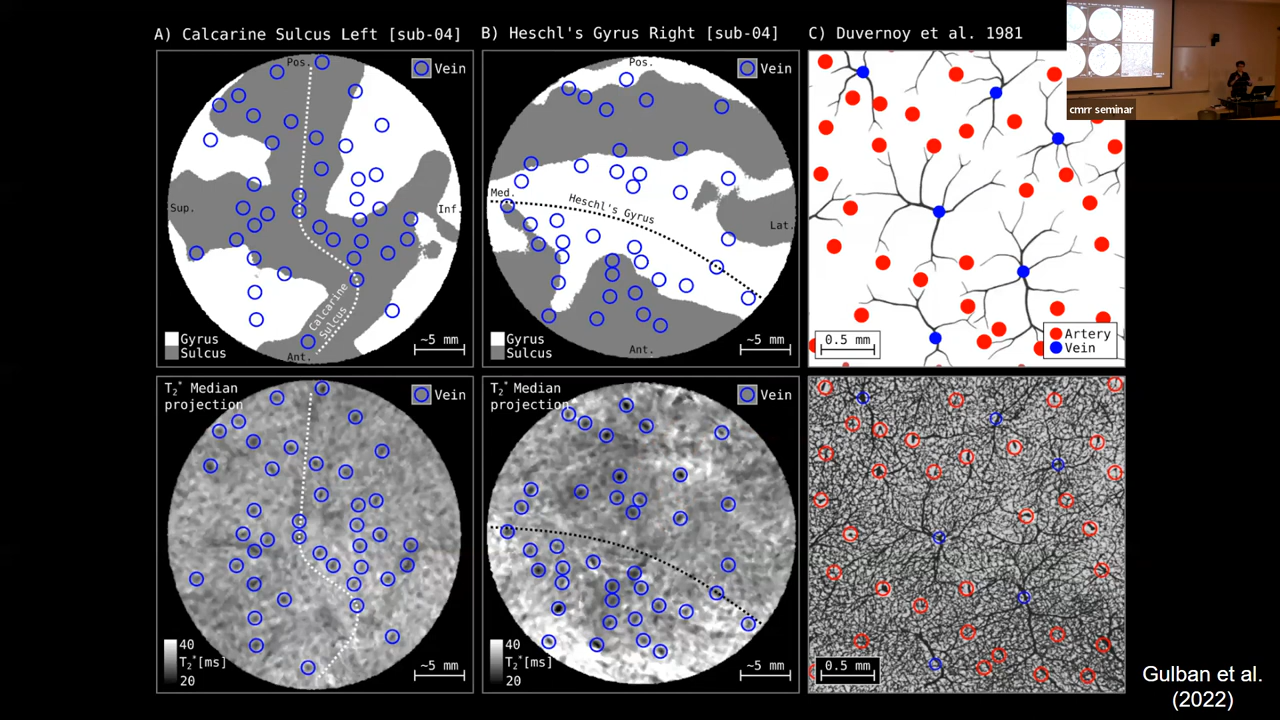 A) Calcarine Sulcus Left [sub-04]
Pos.
Vein
Sup.
Inf.
Calcarine
Sulcus
Gyrus
Sulcus
Ant.
~5 mm
B) Heschl's Gyrus Right [sub-04]
Pos.
Vein
Med.
Heschl's Gyrus
Lat.
Gyrus
Sulcus
Ant.
~5 mm
C) Duvernoy et al. 1981
0.5 mm
Artery
Vein
cmrr seminar
T2* Median
projection
Vein
40
T2*[ms]
20
~5 mm
T2* Median
projection
Vein
40
T2*[ms]
20
~5 mm
0.5 mm
Gulban et al.
(2022)